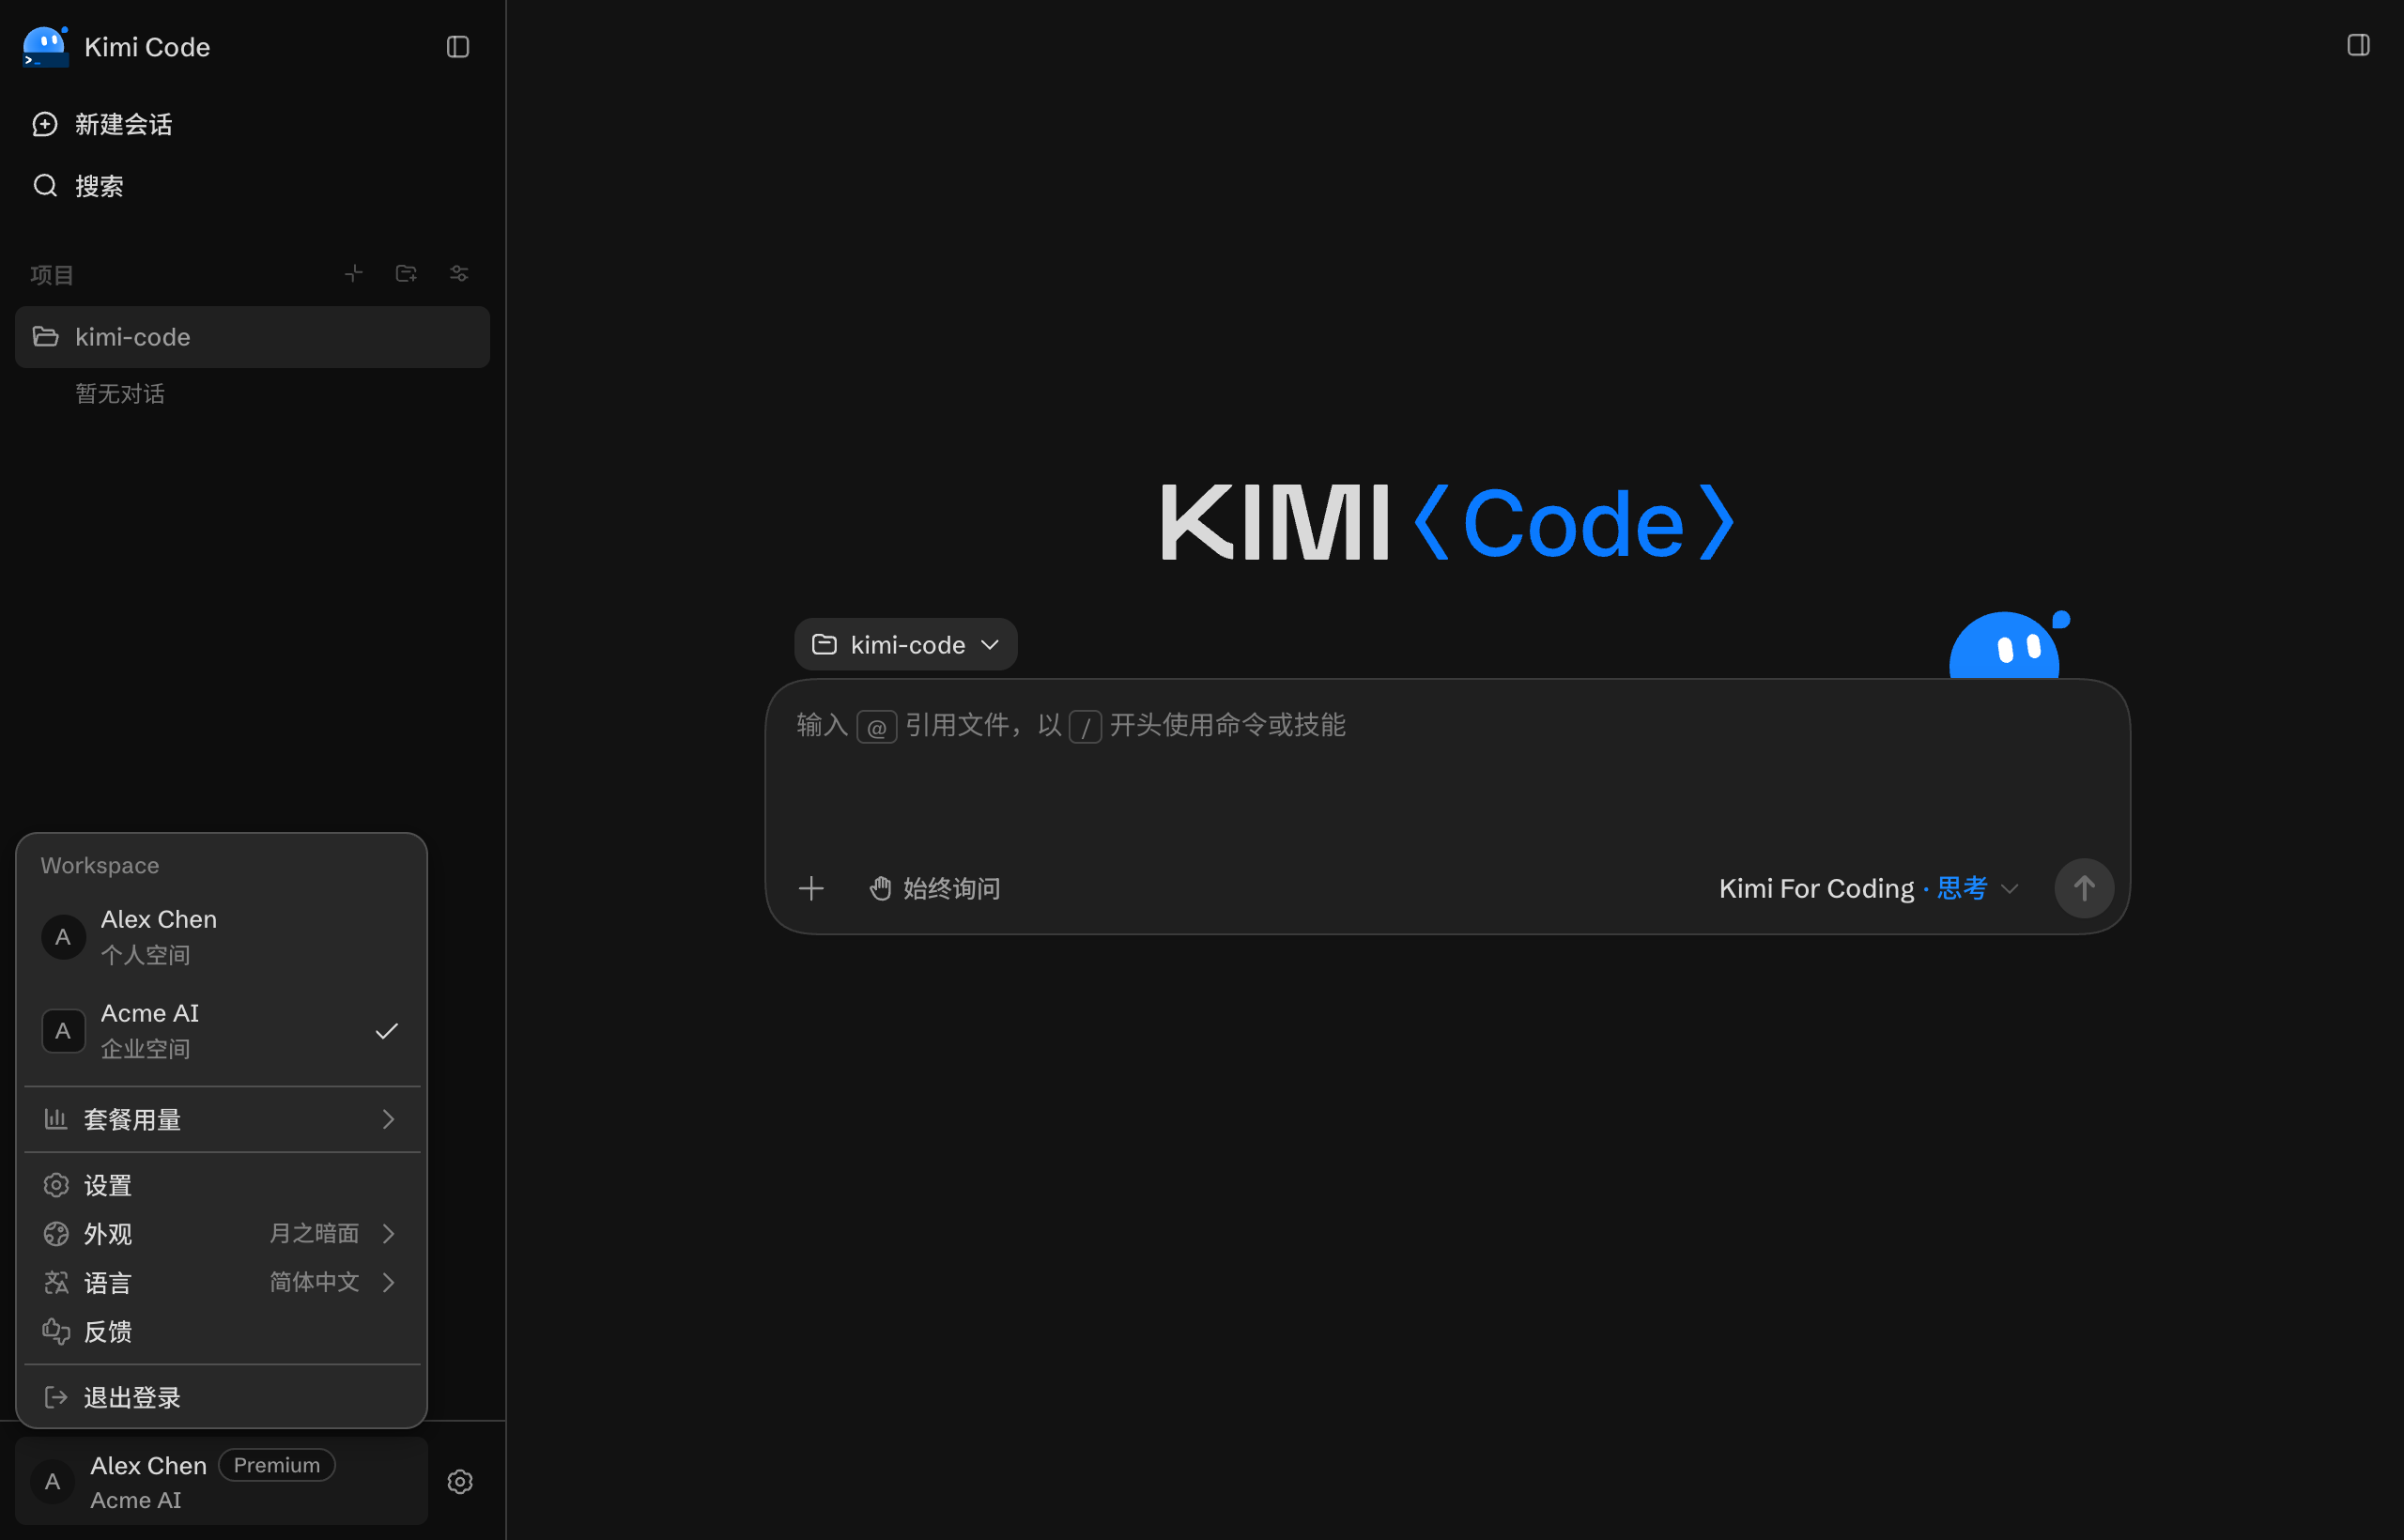 Kimi Code
新建会话
搜索
项目
kimi-code
暂无对话
KIMI 〈Code〉
kimi-code
输入 @ 引用文件，以 / 开头使用命令或技能
始终询问
Kimi For Coding · 思考
Workspace
A
Alex Chen
个人空间
A
Acme AI
企业空间
套餐用量
设置
外观 月之暗面
语言 简体中文
反馈
退出登录
A
Alex Chen Premium
Acme AI